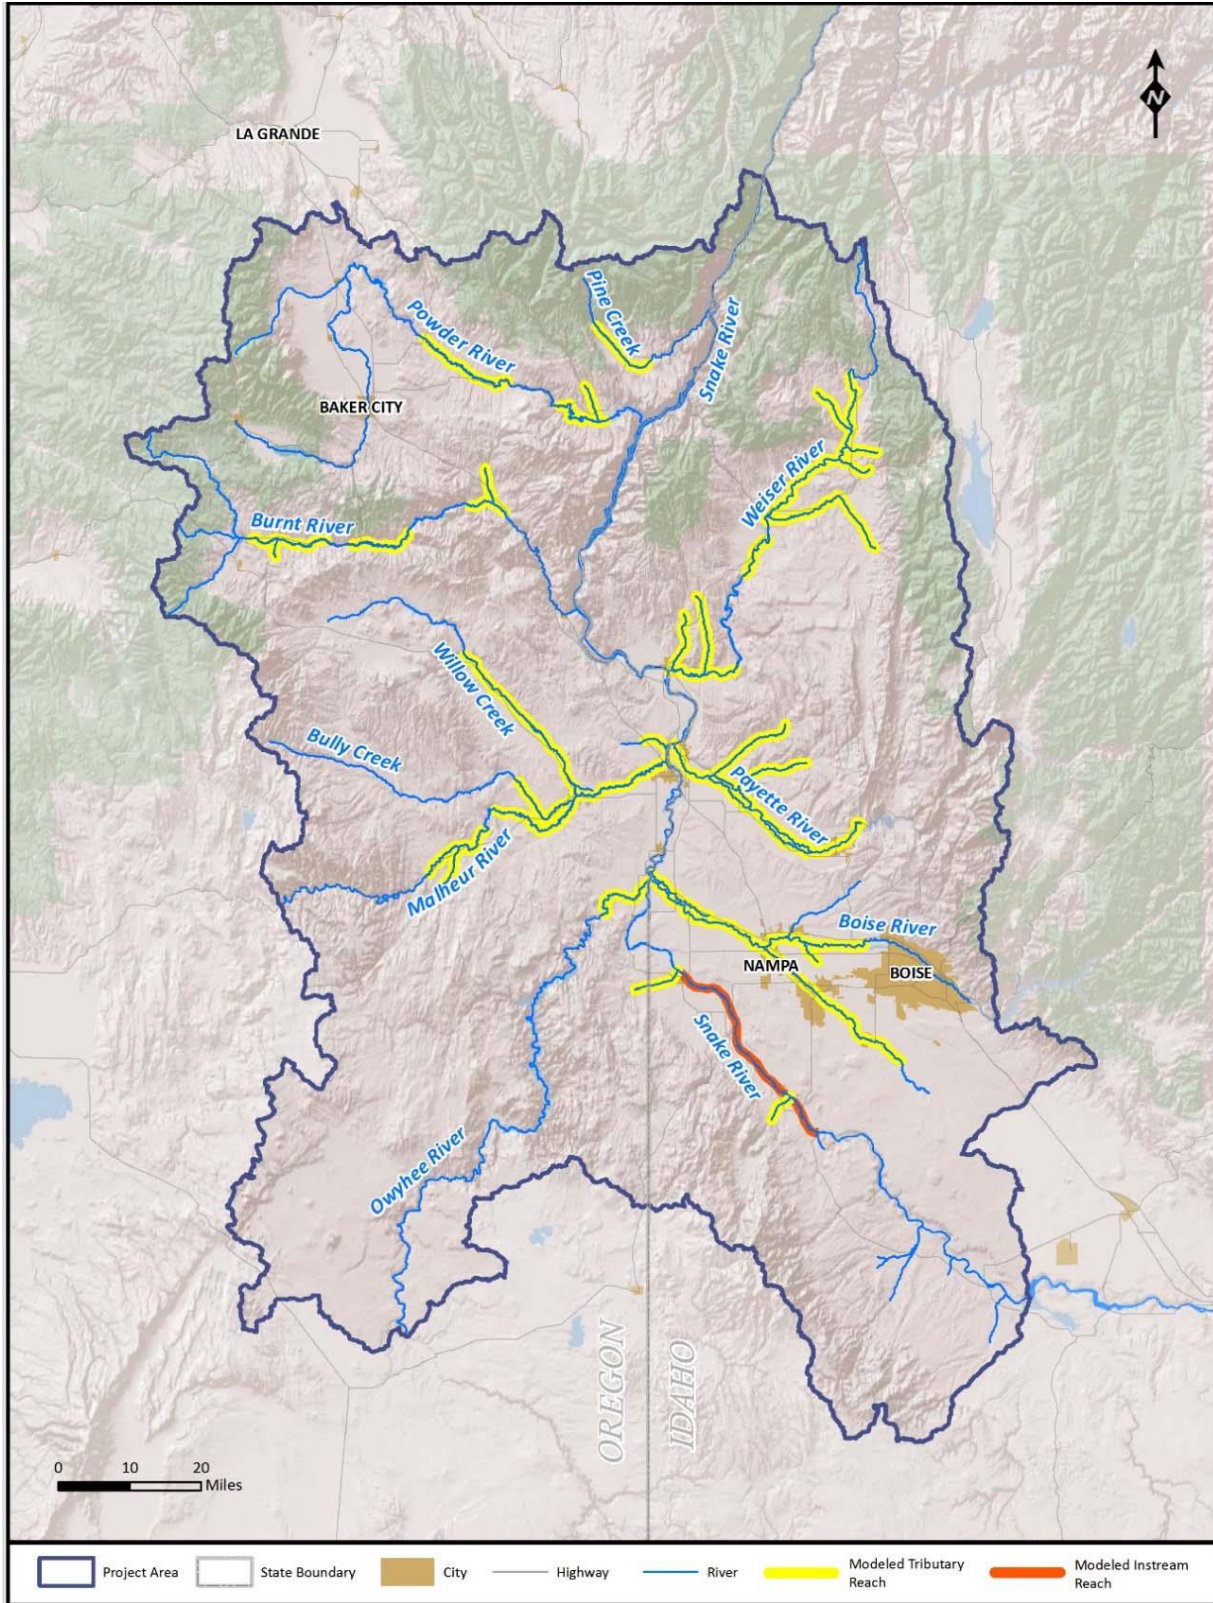 N
LA GRANDE
Pine Creek
Powder River
Snake River
BAKER CITY
Weiser River
Burnt River
Willow Creek
Bully Creek
Payette River
Malheur River
Boise River
NAMPA
BOISE
Snake River
Owyhee River
OREGON
IDAHO
0 10 20
Miles
Project Area State Boundary City Highway River Modeled Tributary Modeled Instream
Reach Reach